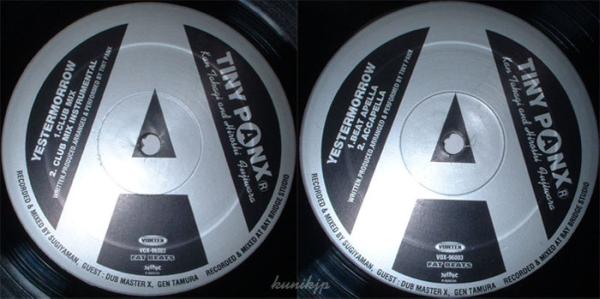 TINY PANX
Kan Takagi and Hiroshi Fujiwara
YESTERMORROW
1. CLUB MIX
2. CLUB MIX INSTRUMENTAL
WRITTEN, PRODUCED ARRANGED & PERFORMED BY TINY PANX
RECORDED & MIXED BY SUGIYAMAN, GUEST : DUB MASTER X, GEN TAMURA
RECORDED & MIXED AT BAY BRIDGE STUDIO
VORTEX
VOX-96003
FAT BEATS
TINY PANX
Kan Takagi and Hiroshi Fujiwara
YESTERMORROW
1. BEAT APELLA
2. ACCAPELLA
WRITTEN, PRODUCED ARRANGED & PERFORMED BY TINY PANX
RECORDED & MIXED BY SUGIYAMAN, GUEST : DUB MASTER X, GEN TAMURA
RECORDED & MIXED AT BAY BRIDGE STUDIO
VORTEX
VOX-96003
FAT BEATS
kunikjp